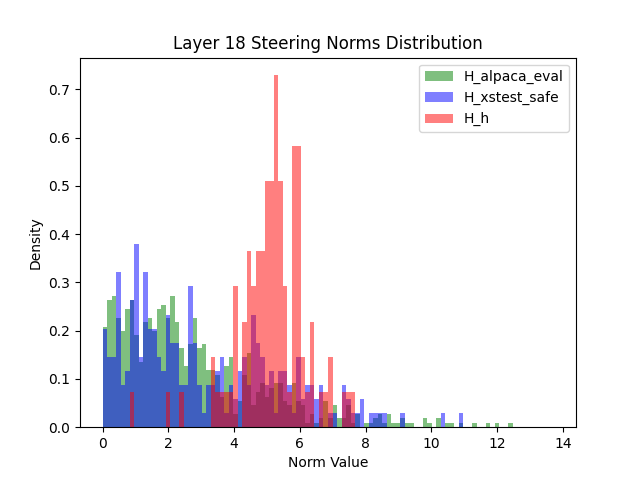 Layer 18 Steering Norms Distribution
H_alpaca_eval
H_xstest_safe
H_h
0.7
0.6
0.5
0.4
0.3
0.2
0.1
0.0
Density
0 2 4 6 8 10 12 14
Norm Value